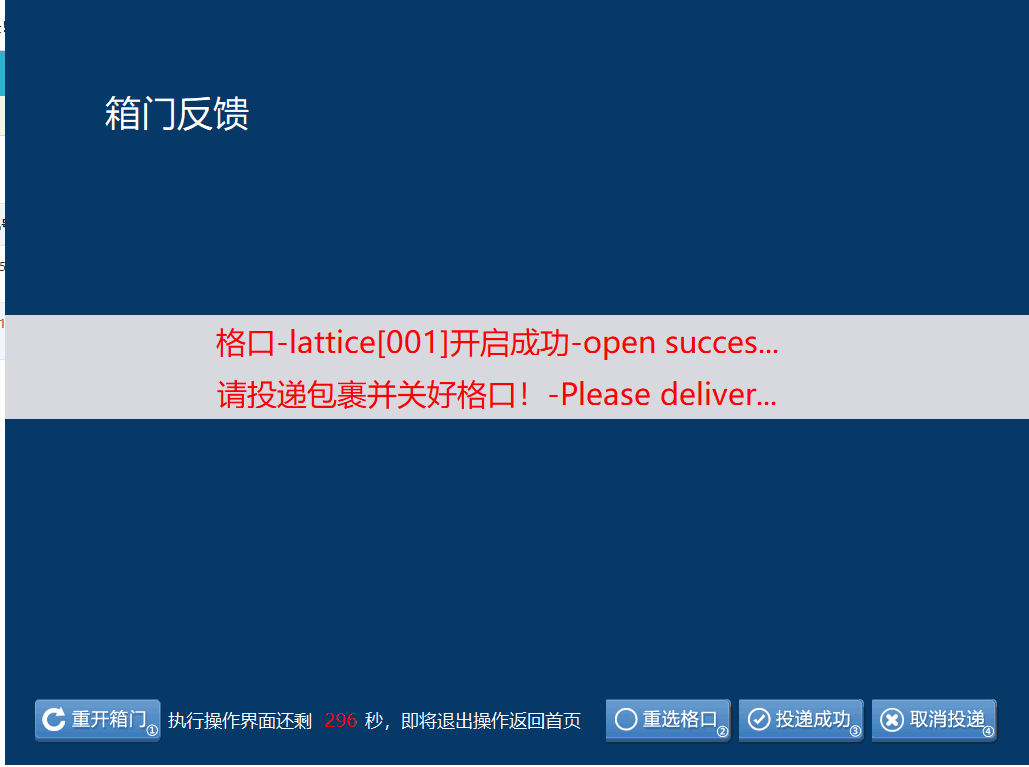 箱门反馈
格口-lattice[001]开启成功-open succes...
请投递包裹并关好格口！-Please deliver...
重开箱门① 执行操作界面还剩 296 秒，即将退出操作返回首页 重选格口② 投递成功③ 取消投递④